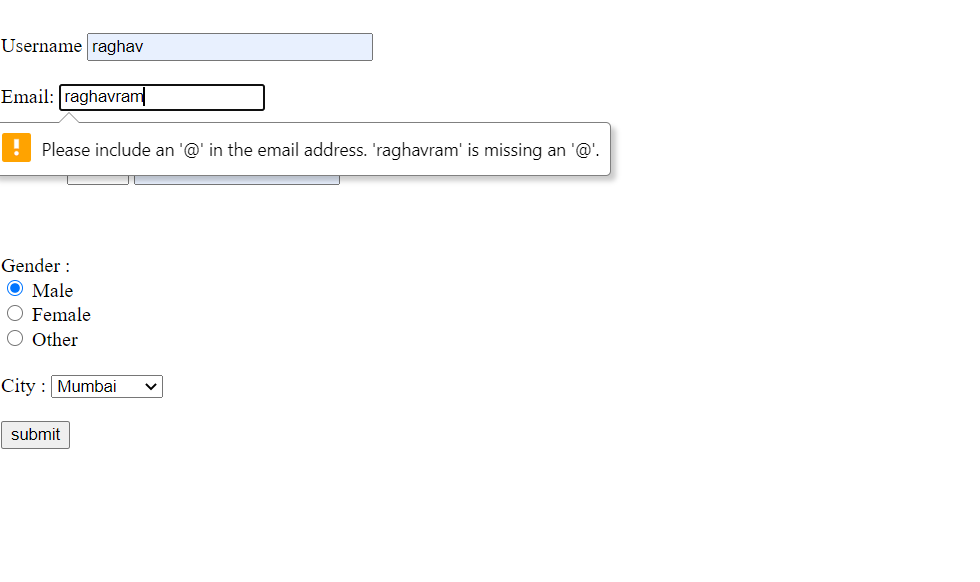 Username raghav
Email: raghavram
Please include an '@' in the email address. 'raghavram' is missing an '@'.
Gender :
Male
Female
Other
City : Mumbai
submit